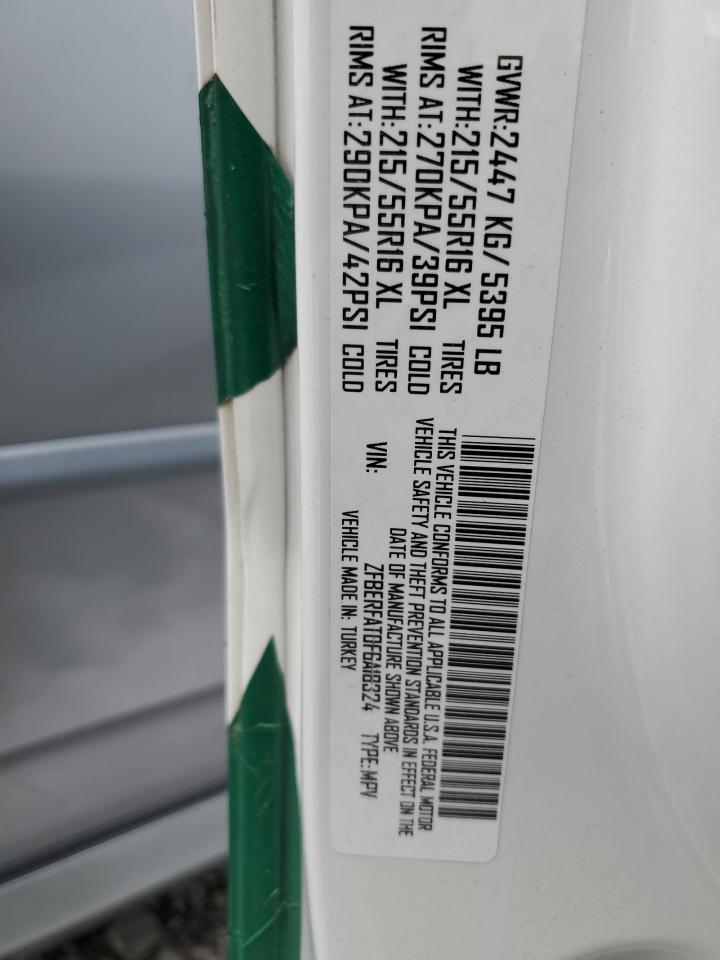 GVWR:2447 KG/ 5395 LB
WITH:215/55R16 XL TIRES
RIMS AT:270KPA/39PSI COLD
WITH:215/55R16 XL TIRES
RIMS AT:290KPA/42PSI COLD
THIS VEHICLE CONFORMS TO ALL APPLICABLE U.S.A. FEDERAL MOTOR
VEHICLE SAFETY AND THEFT PREVENTION STANDARDS IN EFFECT ON THE
DATE OF MANUFACTURE SHOWN ABOVE
VIN: ZFBERFAT0F6A18324 TYPE:MPV
VEHICLE MADE IN: TURKEY